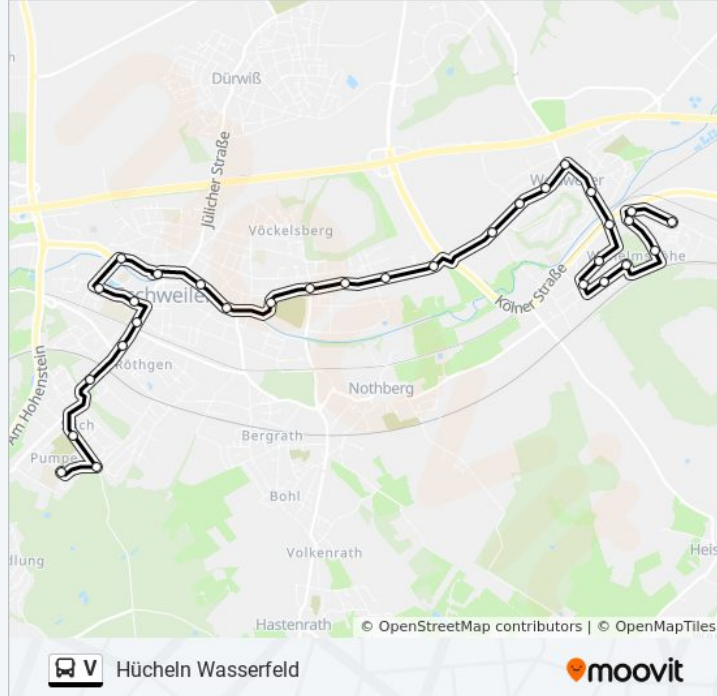 Dürwiß
Jülicher Straße
Vöckelsberg
Kölner Straße
Am Hohenstein
Röthgen
Nothberg
Bergrath
Pumpe
Bohl
Volkenrath
Hastenrath
© OpenStreetMap contributors | © OpenMapTiles
V Hücheln Wasserfeld
moovit